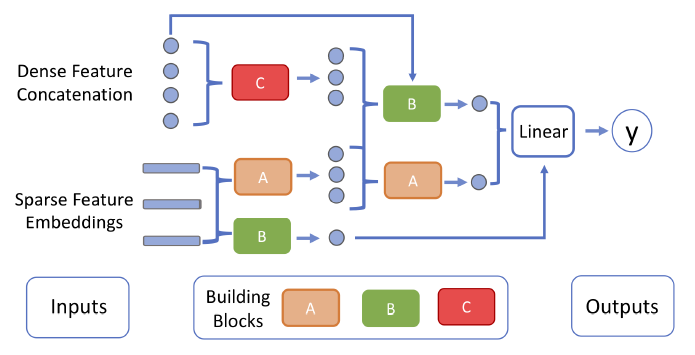 Dense Feature
Concatenation
C
B
Linear
y
A
A
Sparse Feature
Embeddings
B
Inputs
Building
Blocks
A
B
C
Outputs